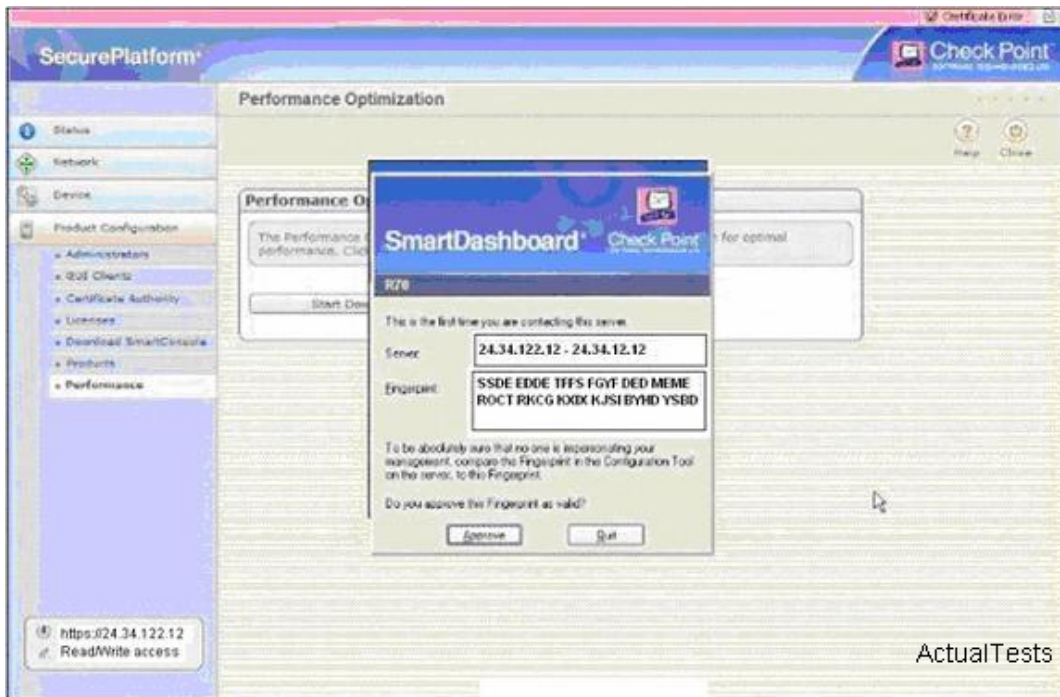 Certificate Error
SecurePlatform
Check Point
SOFTWARE TECHNOLOGIES LTD.
Performance Optimization
Help
Close
Status
Network
Device
Product Configuration
Administrators
GUI Clients
Certificate Authority
Licenses
Download SmartConsole
Products
Performance
Performance O
The Performance
for optimal
performance. Clic
Start Dow
SmartDashboard
Check Point
R70
This is the first time you are contacting this server.
Server:
24.34.122.12 - 24.34.12.12
Fingerprint:
SSDE EDDE TFFS FGYF DED MEME
ROCT RKCG KXIX KJSI BYHD YSBD
To be absolutely sure that no one is impersonating your
management, compare the Fingerprint in the Configuration Tool
on the server, to this Fingerprint.
Do you approve this Fingerprint as valid?
Approve
Quit
https://24.34.122.12
Read/Write access
ActualTests